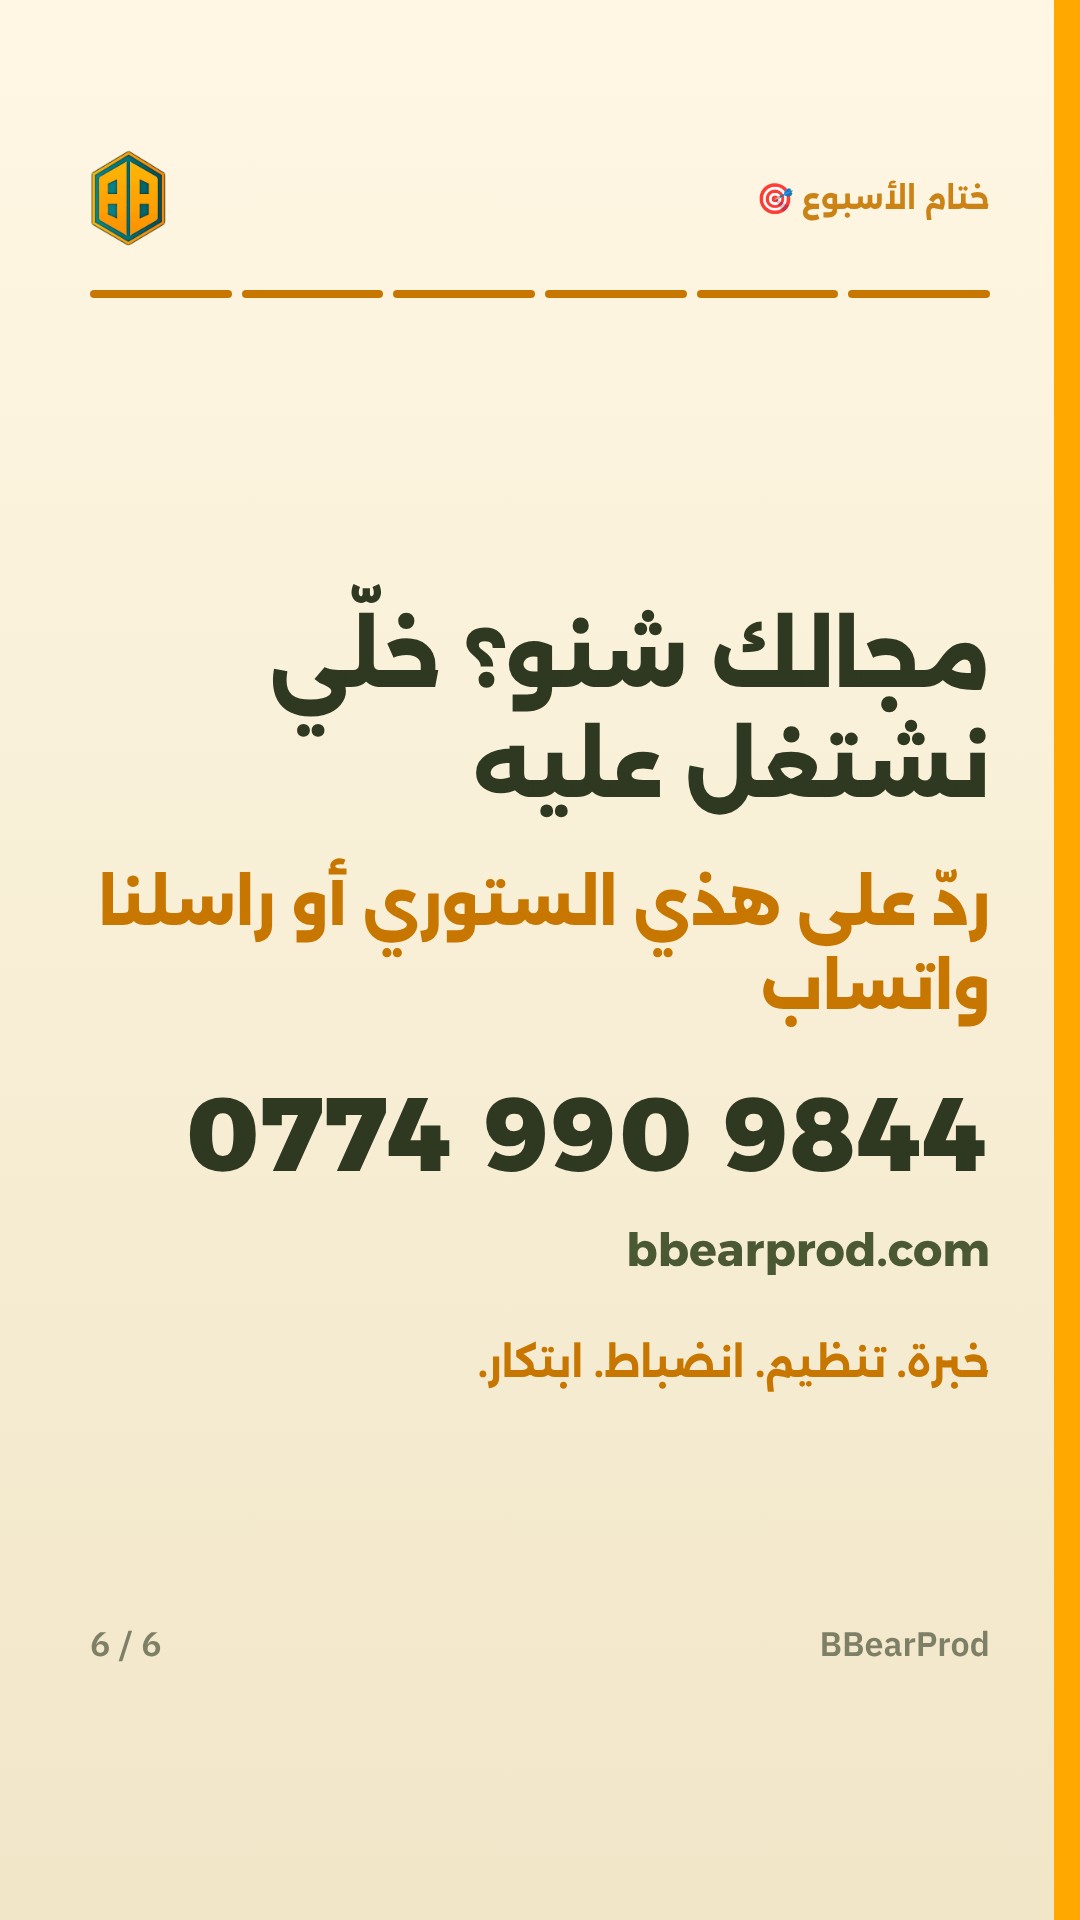 ختام الأسبوع 🎯
مجالك شنو؟ خلّي
نشتغل عليه
ردّ على هذي الستوري أو راسلنا
واتساب
0774 990 9844
bbearprod.com
خبرة. تنظيم. انضباط. ابتكار.
BBearProd
6 / 6